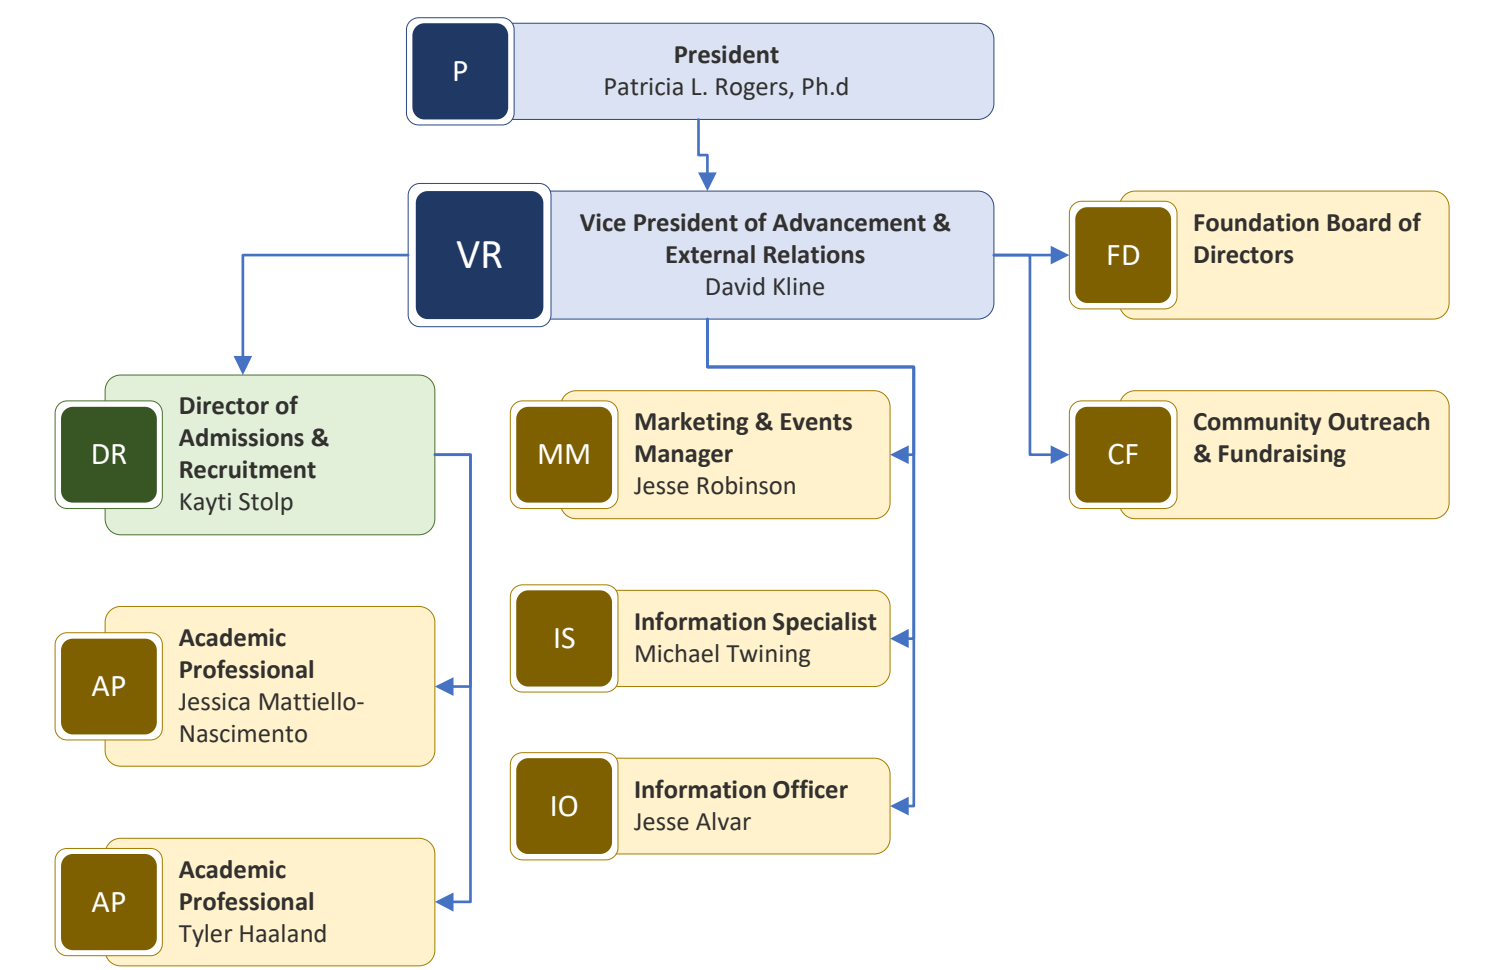 P
President
Patricia L. Rogers, Ph.d
VR
Vice President of Advancement &
External Relations
David Kline
FD
Foundation Board of
Directors
DR
Director of
Admissions &
Recruitment
Kayti Stolp
MM
Marketing & Events
Manager
Jesse Robinson
CF
Community Outreach
& Fundraising
AP
Academic
Professional
Jessica Mattiello-
Nascimento
IS
Information Specialist
Michael Twining
IO
Information Officer
Jesse Alvar
AP
Academic
Professional
Tyler Haaland